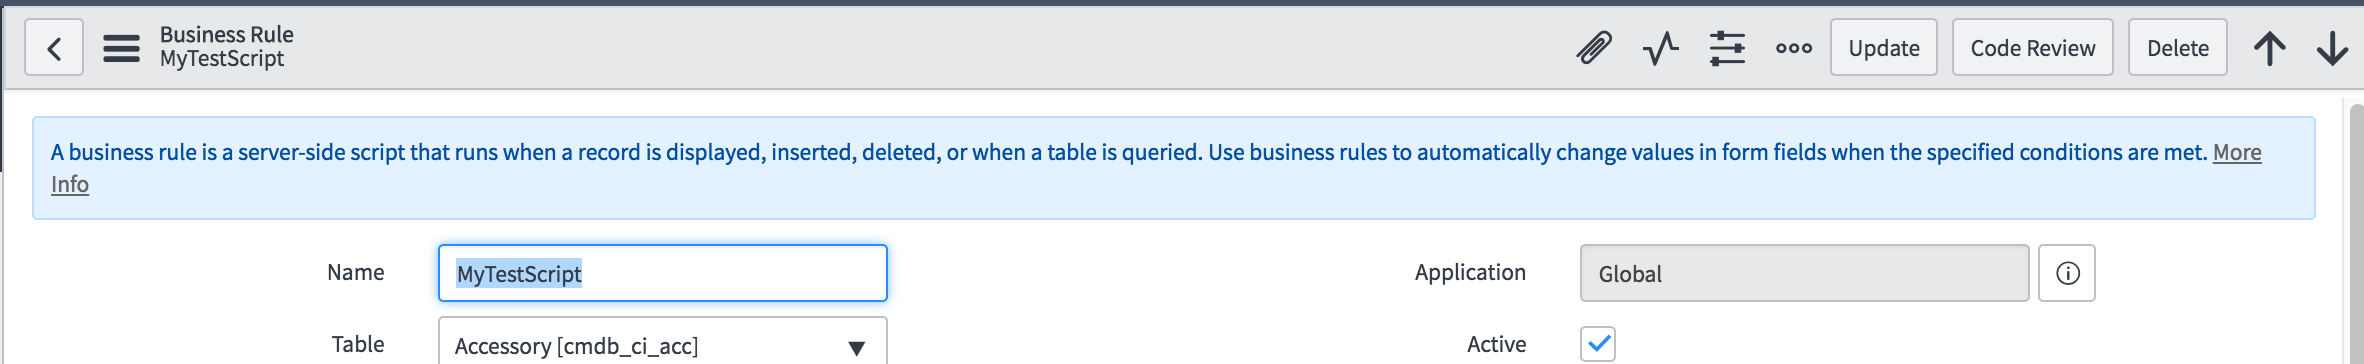 Business Rule
MyTestScript
Update
Code Review
Delete
A business rule is a server-side script that runs when a record is displayed, inserted, deleted, or when a table is queried. Use business rules to automatically change values in form fields when the specified conditions are met. More
Info
Name
MyTestScript
Application
Global
Table
Accessory [cmdb_ci_acc]
Active